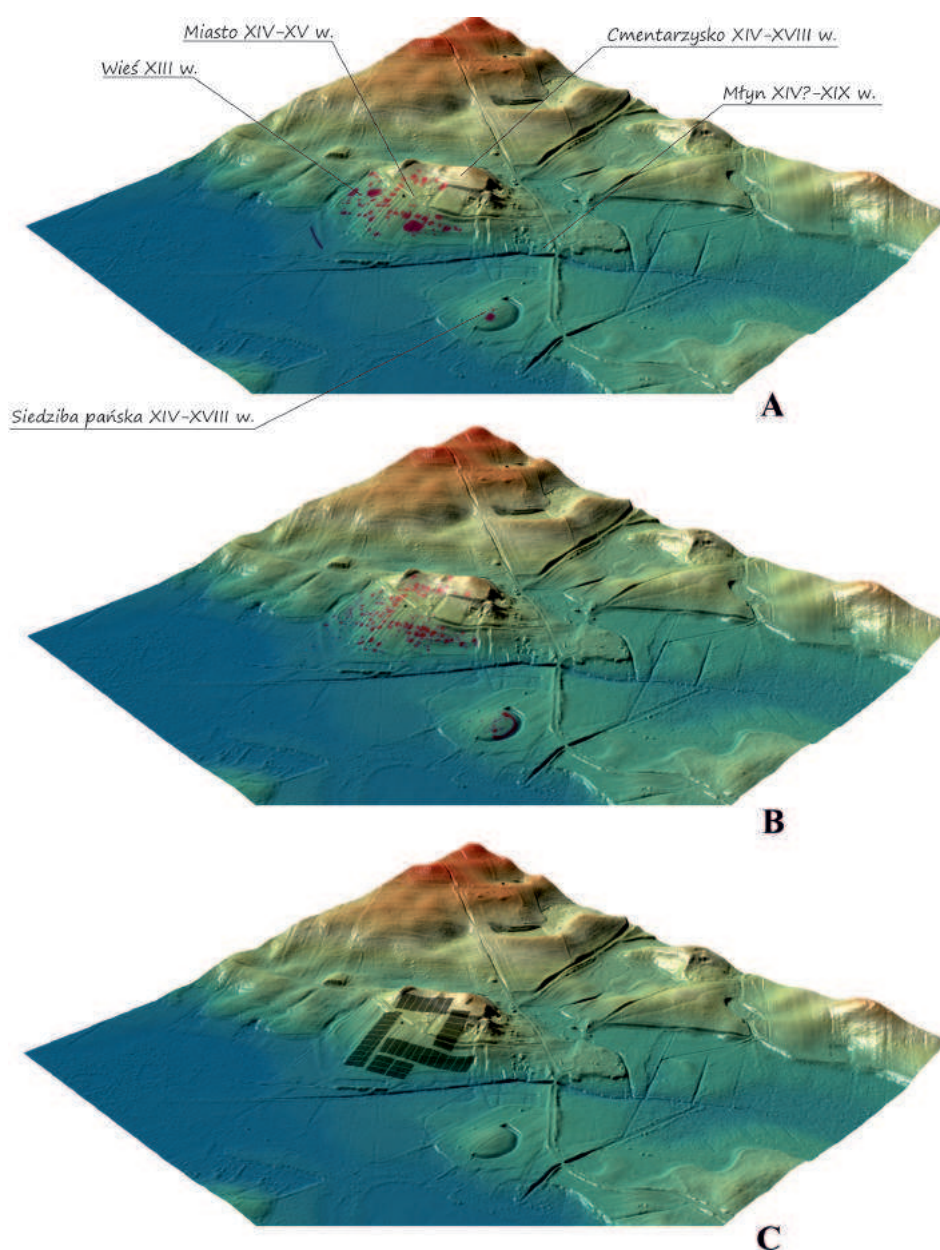 Miasto XIV-XV w.
Cmentarzysko XIV-XVIII w.
Wieś XIII w.
Młyn XIV?-XIX w.
A
Siedziba pańska XIV-XVIII w.
B
C